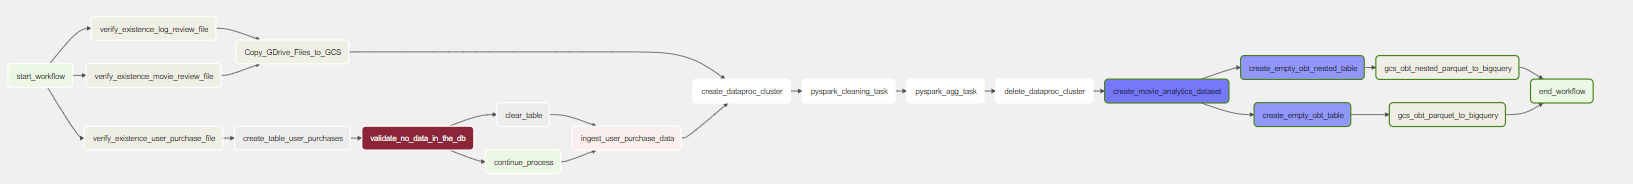 start_workflow
verify_existence_log_review_file
verify_existence_movie_review_file
Copy_GDrive_Files_to_GCS
verify_existence_user_purchase_file
create_table_user_purchases
validate_no_data_in_the_db
clear_table
continue_process
ingest_user_purchase_data
create_dataproc_cluster
pyspark_cleaning_task
pyspark_agg_task
delete_dataproc_cluster
create_movie_analytics_dataset
create_empty_obt_nested_table
gcs_obt_nested_parquet_to_bigquery
create_empty_obt_table
gcs_obt_parquet_to_bigquery
end_workflow